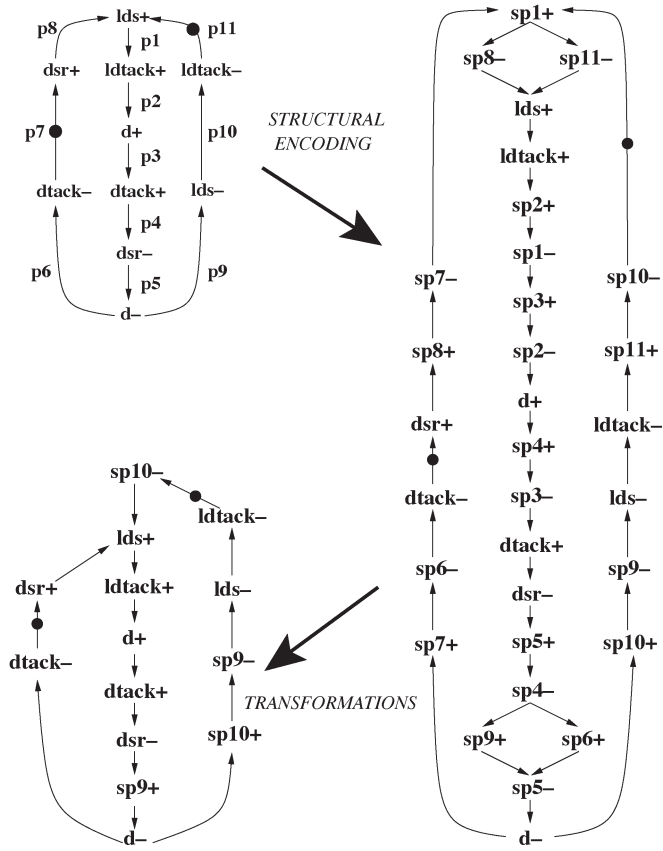 lds+
p8
p1
p11
dsr+
ldtack+
ldtack–
p2
p7
d+
p10
p3
dtack–
dtack+
lds–
p4
dsr–
p6
p5
p9
d–
STRUCTURAL
ENCODING
sp1+
sp8–
sp11–
lds+
ldtack+
sp2+
sp1–
sp7–
sp3+
sp10–
sp8+
sp2–
sp11+
d+
dsr+
ldtack–
sp4+
dtack–
sp3–
lds–
dtack+
sp6–
sp9–
dsr–
sp7+
sp5+
sp10+
sp4–
sp9+
sp6+
sp5–
d–
TRANSFORMATIONS
sp10–
ldtack–
lds+
dsr+
ldtack+
lds–
d+
dtack–
sp9–
dtack+
dsr–
sp10+
sp9+
d–